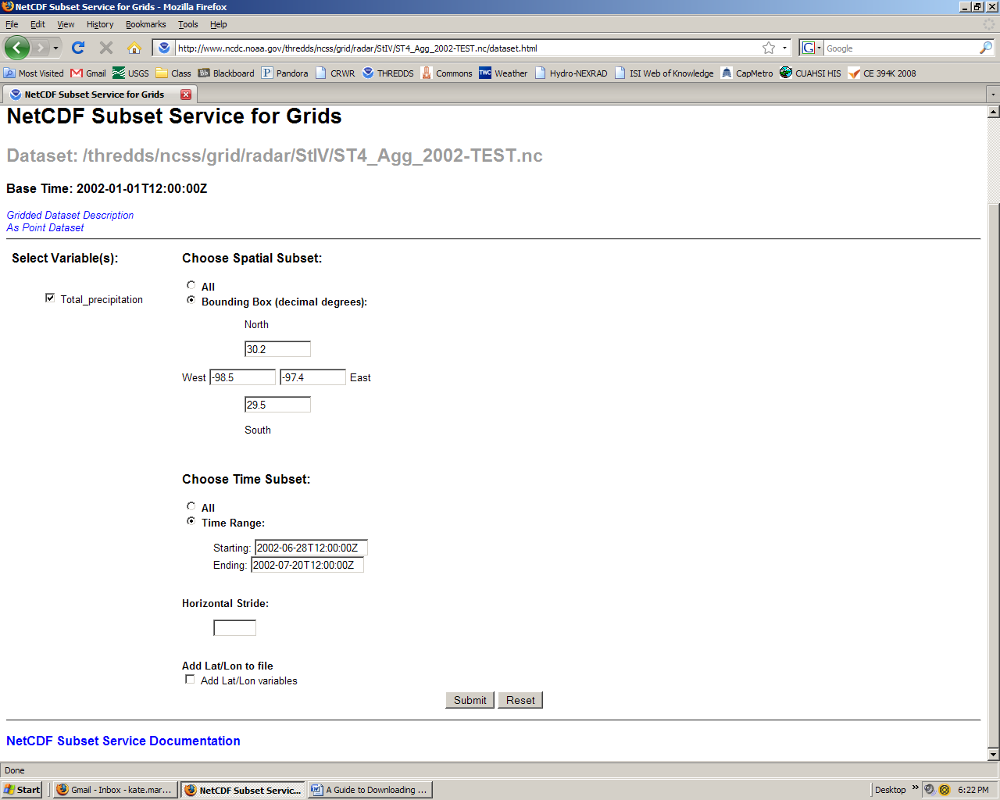 NetCDF Subset Service for Grids - Mozilla Firefox
File Edit View History Bookmarks Tools Help
http://www.ncdc.noaa.gov/thredds/ncss/grid/radar/StIV/ST4_Agg_2002-TEST.nc/dataset.html
G Google
Most Visited Gmail USGS Class Bb Blackboard P Pandora CRWR THREDDS Commons TWC Weather Hydro-NEXRAD ISI Web of Knowledge CapMetro CUAHSI HIS CE 394K 2008
NetCDF Subset Service for Grids
NetCDF Subset Service for Grids
Dataset: /thredds/ncss/grid/radar/StIV/ST4_Agg_2002-TEST.nc
Base Time: 2002-01-01T12:00:00Z
Gridded Dataset Description
As Point Dataset
Select Variable(s):
Total_precipitation
Choose Spatial Subset:
All
Bounding Box (decimal degrees):
North
30.2
West -98.5 -97.4 East
29.5
South
Choose Time Subset:
All
Time Range:
Starting: 2002-06-28T12:00:00Z
Ending: 2002-07-20T12:00:00Z
Horizontal Stride:
Add Lat/Lon to file
Add Lat/Lon variables
Submit Reset
NetCDF Subset Service Documentation
Done
Start Gmail - Inbox - kate.mar... NetCDF Subset Servic... A Guide to Downloading ... Desktop » 6:22 PM